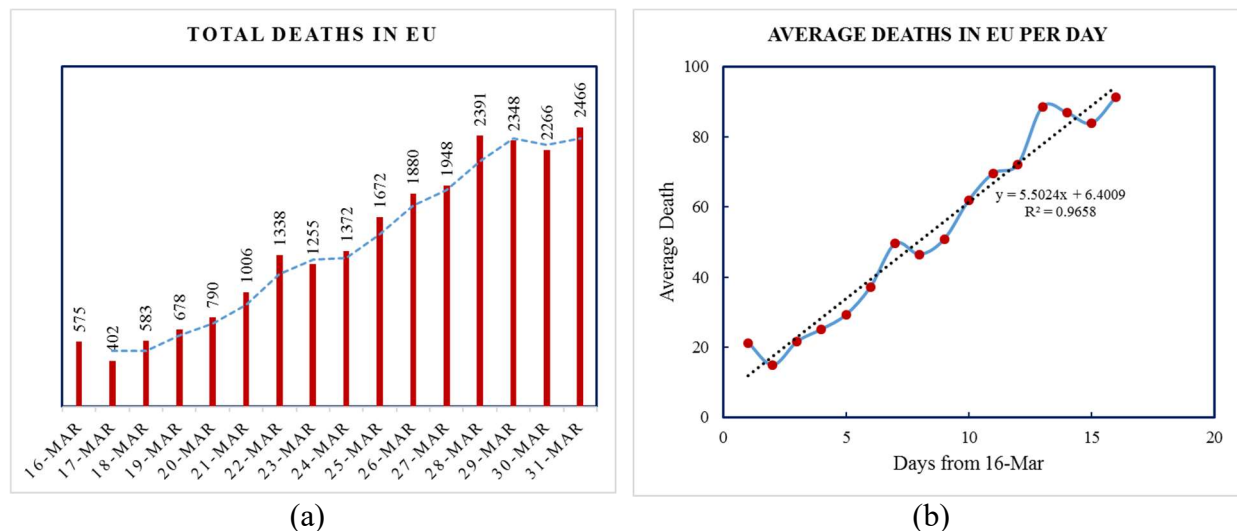 TOTAL DEATHS IN EU
575
402
583
678
790
1006
1338
1255
1372
1672
1880
1948
2391
2348
2266
2466
16-MAR
17-MAR
18-MAR
19-MAR
20-MAR
21-MAR
22-MAR
23-MAR
24-MAR
25-MAR
26-MAR
27-MAR
28-MAR
29-MAR
30-MAR
31-MAR
(a)
AVERAGE DEATHS IN EU PER DAY
Average Death
100
80
60
40
20
0
y = 5.5024x + 6.4009
R² = 0.9658
0
5
10
15
20
Days from 16-Mar
(b)